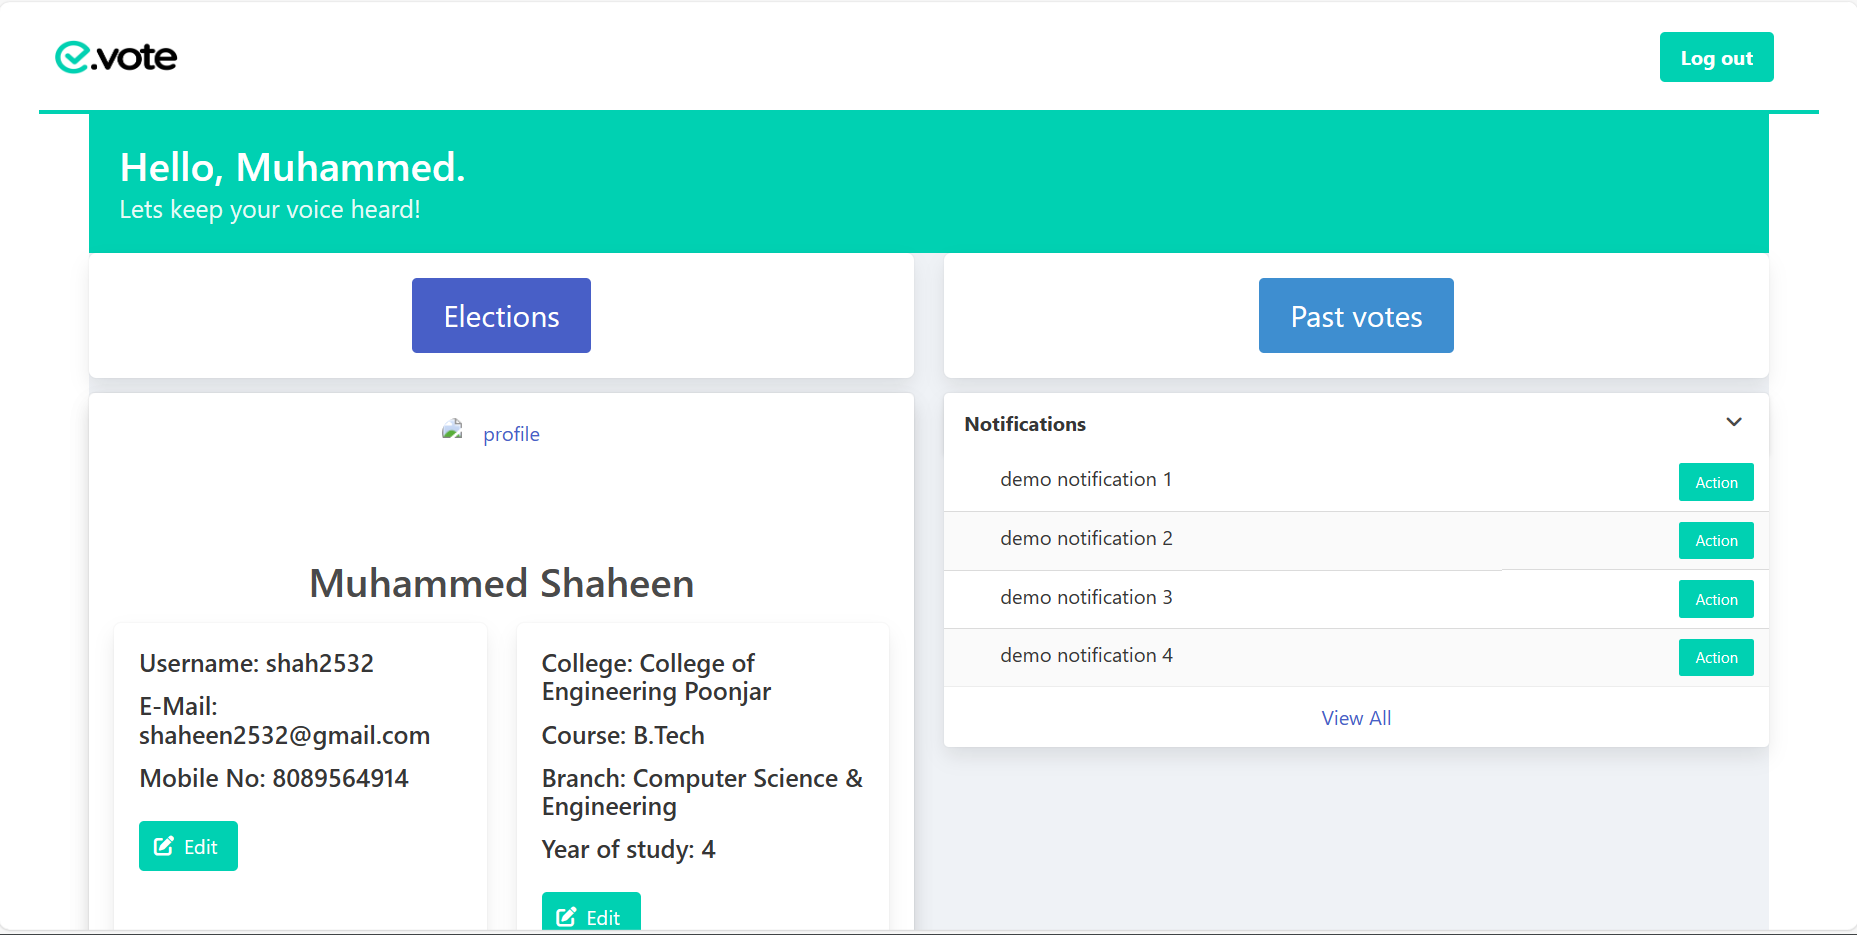 e.vote
Log out
Hello, Muhammed.
Lets keep your voice heard!
Elections
Past votes
profile
Muhammed Shaheen
Username: shah2532
E-Mail:
shaheen2532@gmail.com
Mobile No: 8089564914
Edit
College: College of
Engineering Poonjar
Course: B.Tech
Branch: Computer Science &
Engineering
Year of study: 4
Edit
Notifications
demo notification 1
Action
demo notification 2
Action
demo notification 3
Action
demo notification 4
Action
View All